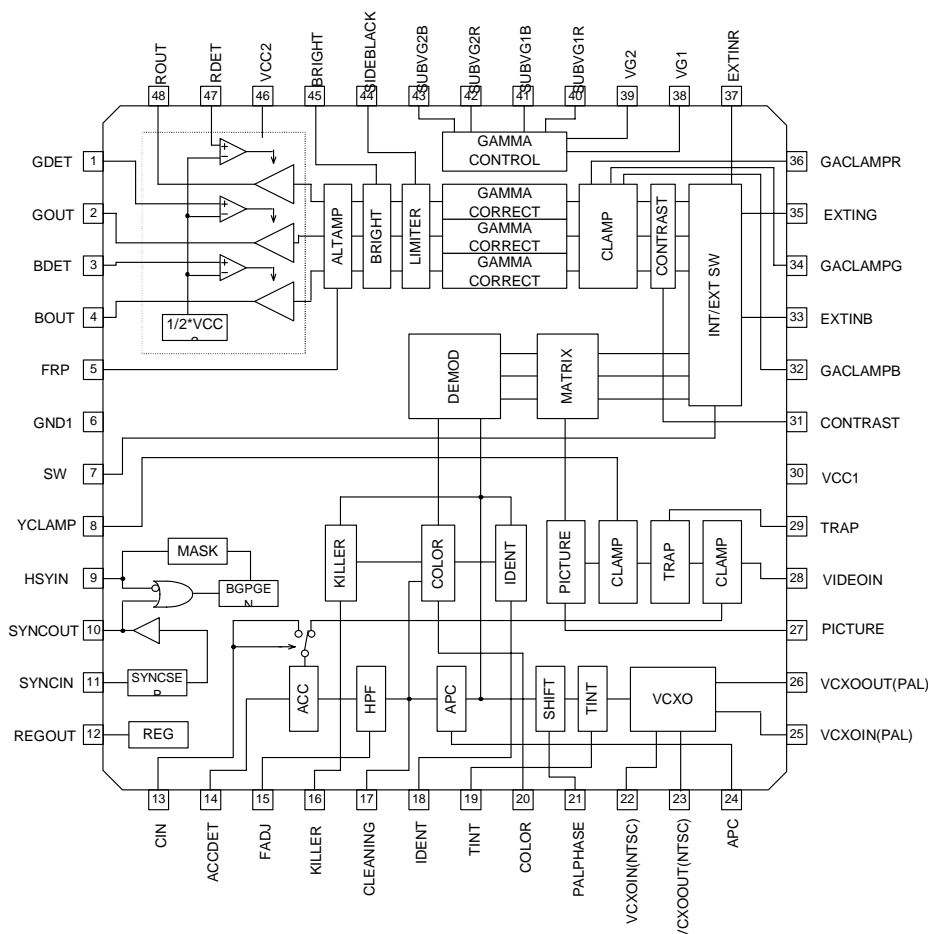 ROUT
RDET
VCC2
BRIGHT
SIDEBLACK
SUBVG2B
SUBVG2R
SUBVG1B
SUBVG1R
VG2
VG1
EXTINR
48
47
46
45
44
43
42
41
40
39
38
37
GDET
1
GOUT
2
BDET
3
BOUT
4
FRP
5
GND1
6
SW
7
YCLAMP
8
HSYIN
9
SYNCOUT
10
SYNCIN
11
REGOUT
12
GAMMA
CONTROL
GAMMA
CORRECT
GAMMA
CORRECT
GAMMA
CORRECT
ALTAMP
BRIGHT
LIMITER
CLAMP
CONTRAST
INT/EXT SW
1/2*VCC
DEMOD
MATRIX
KILLER
COLOR
IDENT
PICTURE
CLAMP
TRAP
CLAMP
MASK
BGPGE
N
SYNCSE
P
REG
ACC
HPF
APC
SHIFT
TINT
VCXO
36
GACLAMPR
35
EXTING
34
GACLAMPG
33
EXTINB
32
GACLAMPB
31
CONTRAST
30
VCC1
29
TRAP
28
VIDEOIN
27
PICTURE
26
VCXOOUT(PAL)
25
VCXOIN(PAL)
13
14
15
16
17
18
19
20
21
22
23
24
CIN
ACCDET
FADJ
KILLER
CLEANING
IDENT
TINT
COLOR
PALPHASE
VCXOIN(NTSC)
VCXOOUT(NTSC)
APC